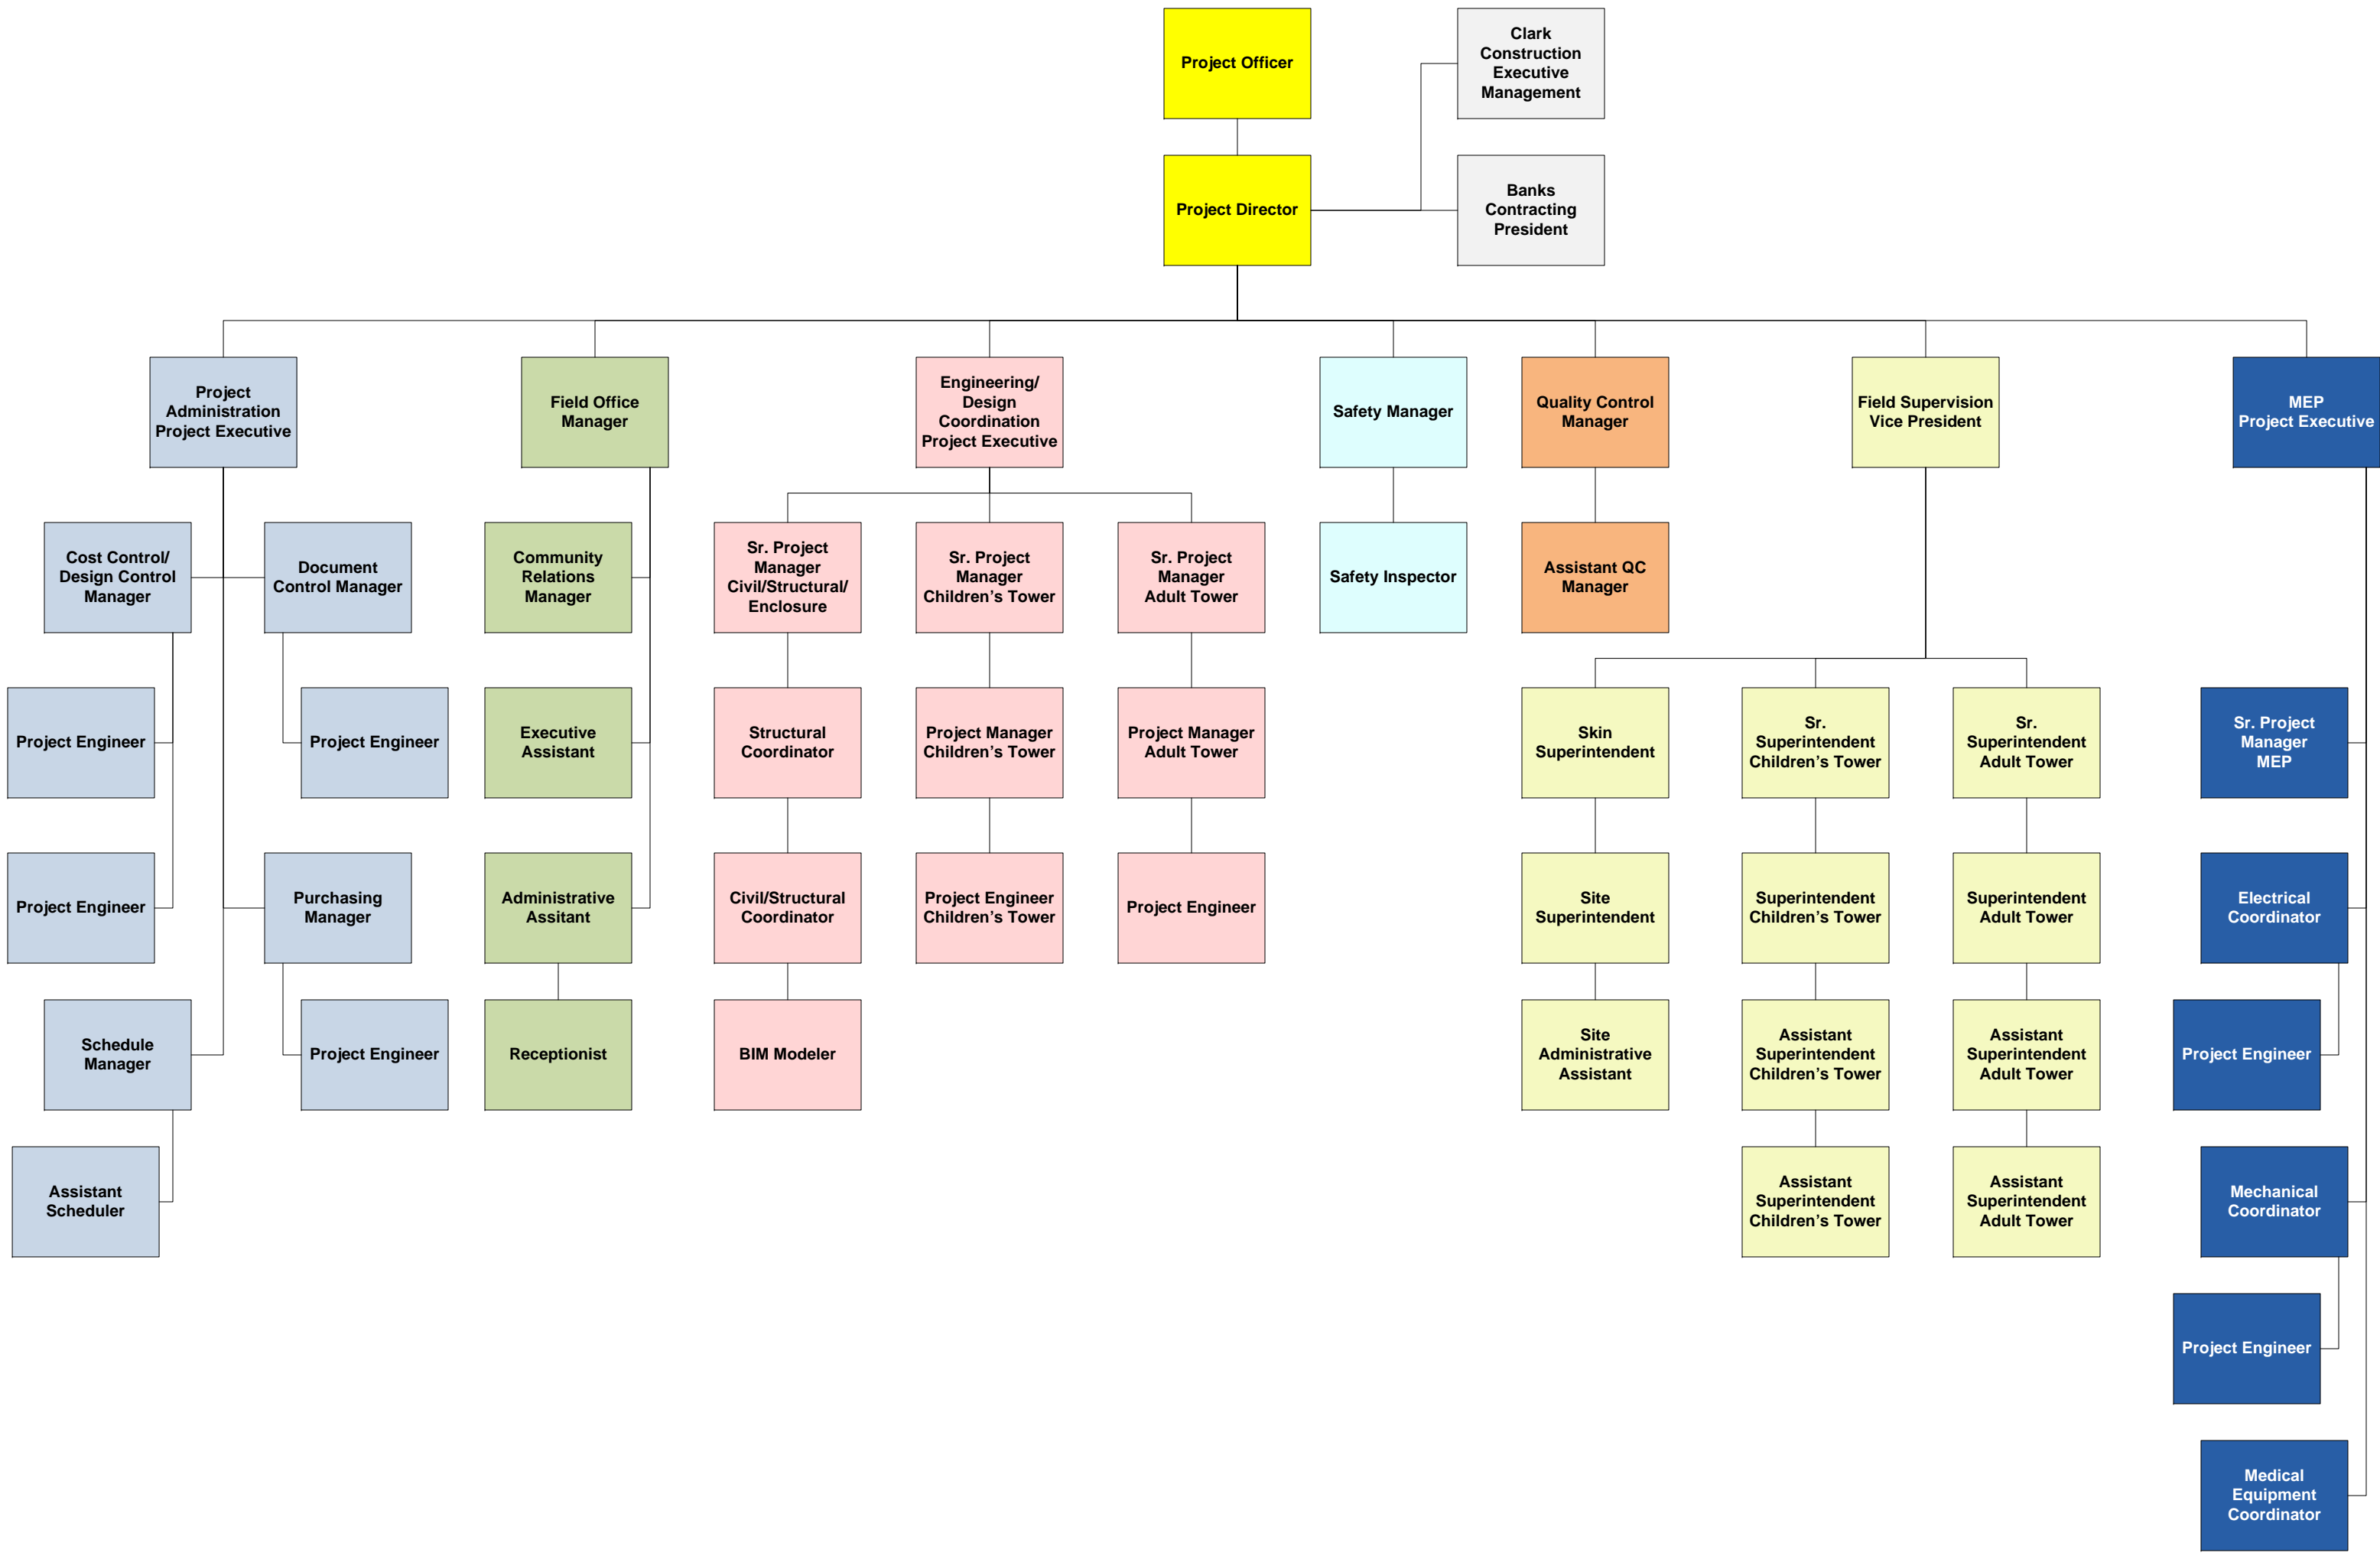 Project Officer
Clark
Construction
Executive
Management
Project Director
Banks
Contracting
President
Project
Administration
Project Executive
Field Office
Manager
Engineering/
Design
Coordination
Project Executive
Safety Manager
Quality Control
Manager
Field Supervision
Vice President
MEP
Project Executive
Cost Control/
Design Control
Manager
Document
Control Manager
Community
Relations
Manager
Sr. Project
Manager
Civil/Structural/
Enclosure
Sr. Project
Manager
Children’s Tower
Sr. Project
Manager
Adult Tower
Safety Inspector
Assistant QC
Manager
Project Engineer
Project Engineer
Executive
Assistant
Structural
Coordinator
Project Manager
Children’s Tower
Project Manager
Adult Tower
Skin
Superintendent
Sr.
Superintendent
Children’s Tower
Sr.
Superintendent
Adult Tower
Sr. Project
Manager
MEP
Project Engineer
Purchasing
Manager
Administrative
Assitant
Civil/Structural
Coordinator
Project Engineer
Children’s Tower
Project Engineer
Site
Superintendent
Superintendent
Children’s Tower
Superintendent
Adult Tower
Electrical
Coordinator
Schedule
Manager
Project Engineer
Receptionist
BIM Modeler
Site
Administrative
Assistant
Assistant
Superintendent
Children’s Tower
Assistant
Superintendent
Adult Tower
Project Engineer
Assistant
Scheduler
Assistant
Superintendent
Children’s Tower
Assistant
Superintendent
Adult Tower
Mechanical
Coordinator
Project Engineer
Medical
Equipment
Coordinator